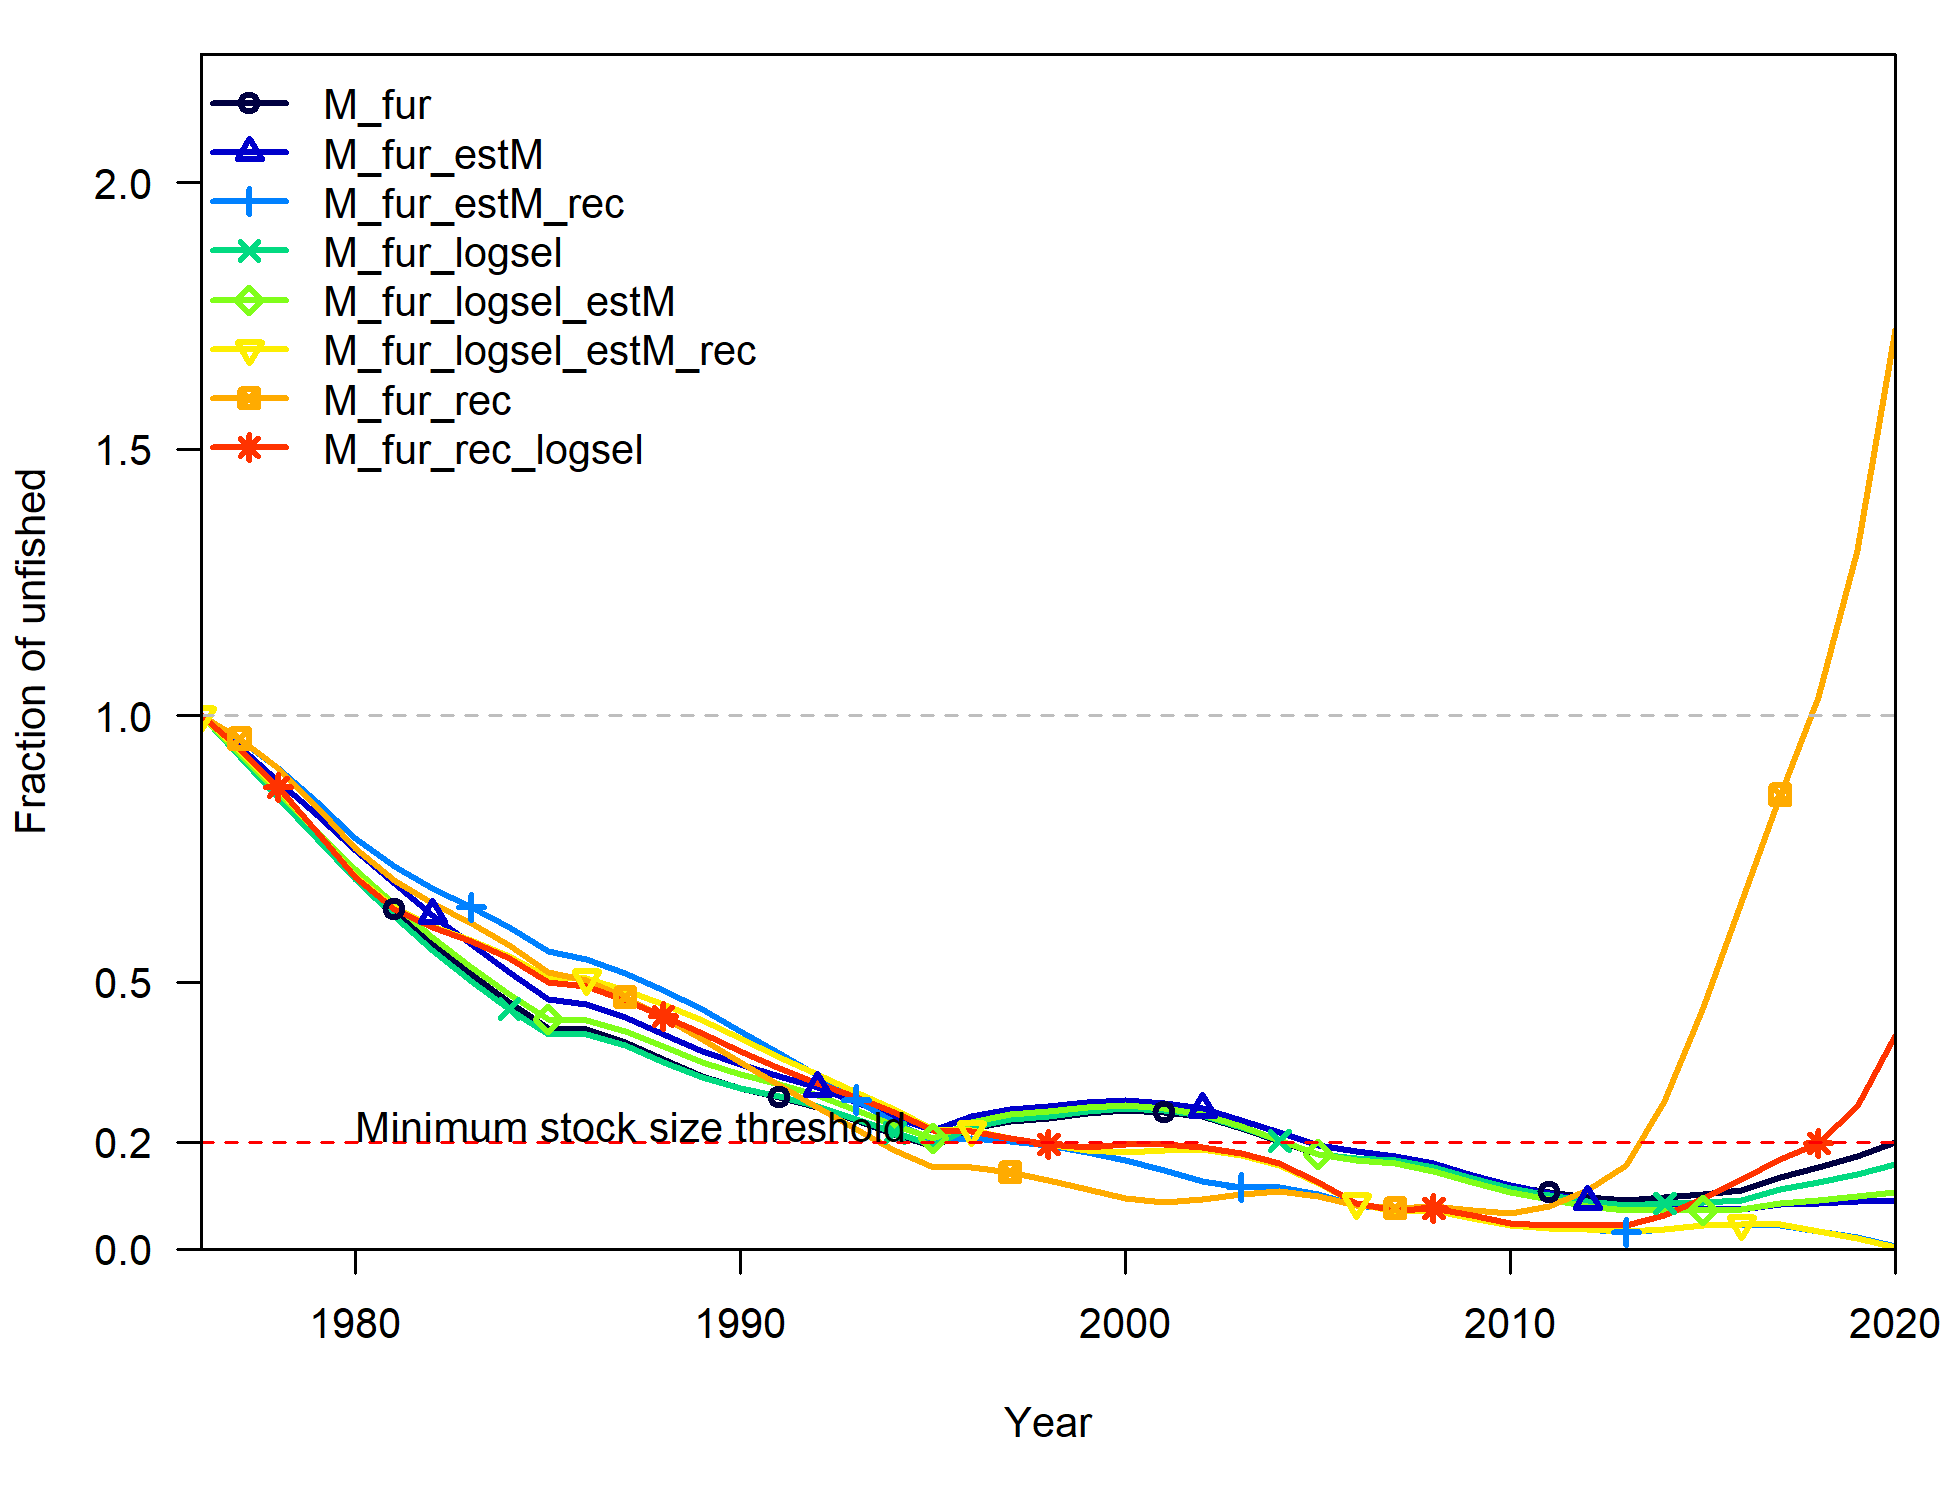 M_fur
M_fur_estM
M_fur_estM_rec
M_fur_logsel
M_fur_logsel_estM
M_fur_logsel_estM_rec
M_fur_rec
M_fur_rec_logsel
2.0
1.5
1.0
0.5
0.2
0.0
Fraction of unfished
Minimum stock size threshold
1980
1990
2000
2010
2020
Year